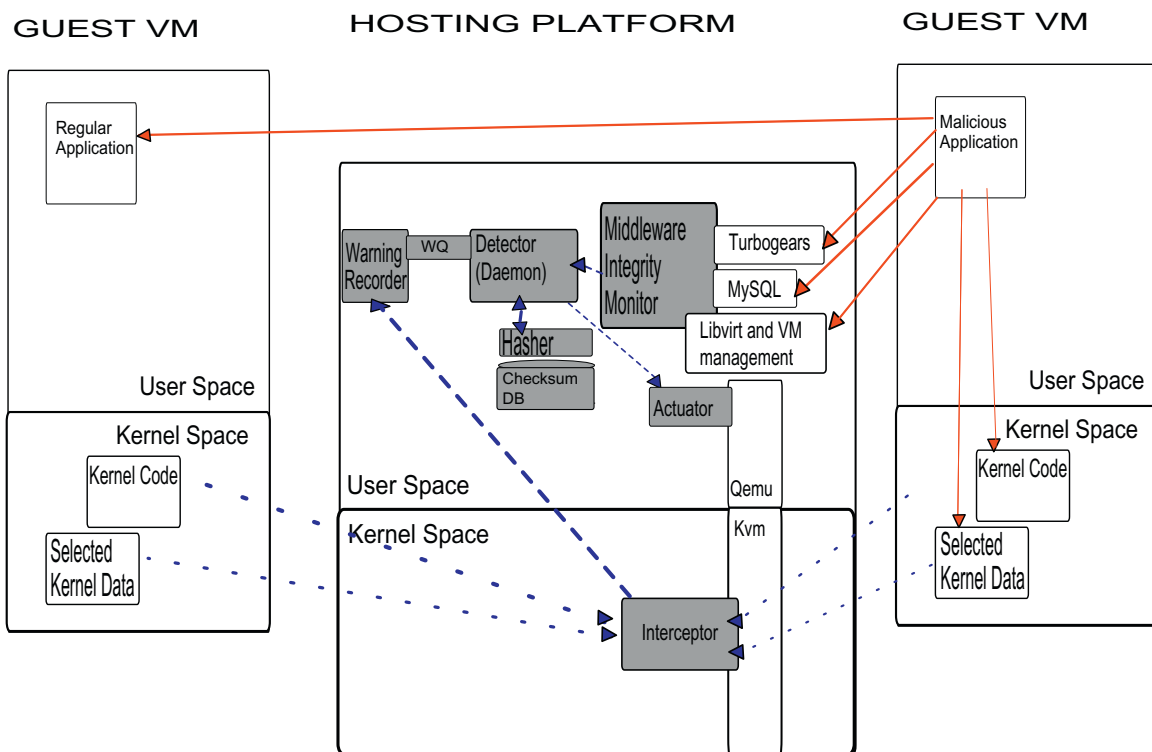 GUEST VM
HOSTING PLATFORM
GUEST VM
Regular
Application
User Space
Kernel Space
Kernel Code
Selected
Kernel Data
Warning
Recorder
WQ
Detector
(Daemon)
Hasher
Checksum
DB
Middleware
Integrity
Monitor
Turbogears
MySQL
Libvirt and VM
management
Actuator
User Space
Qemu
Kernel Space
Kvm
Interceptor
Malicious
Application
User Space
Kernel Space
Kernel Code
Selected
Kernel Data